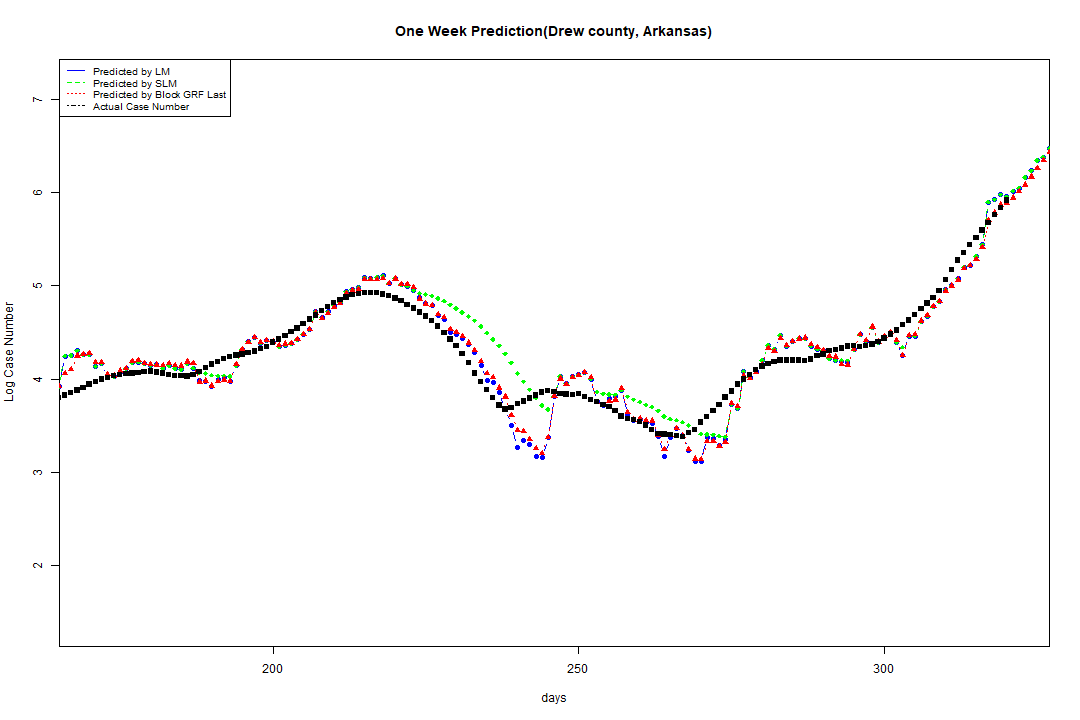 One Week Prediction(Drew county, Arkansas)
Predicted by LM
Predicted by SLM
Predicted by Block GRF Last
Actual Case Number
7
6
5
4
3
2
Log Case Number
200 250 300
days